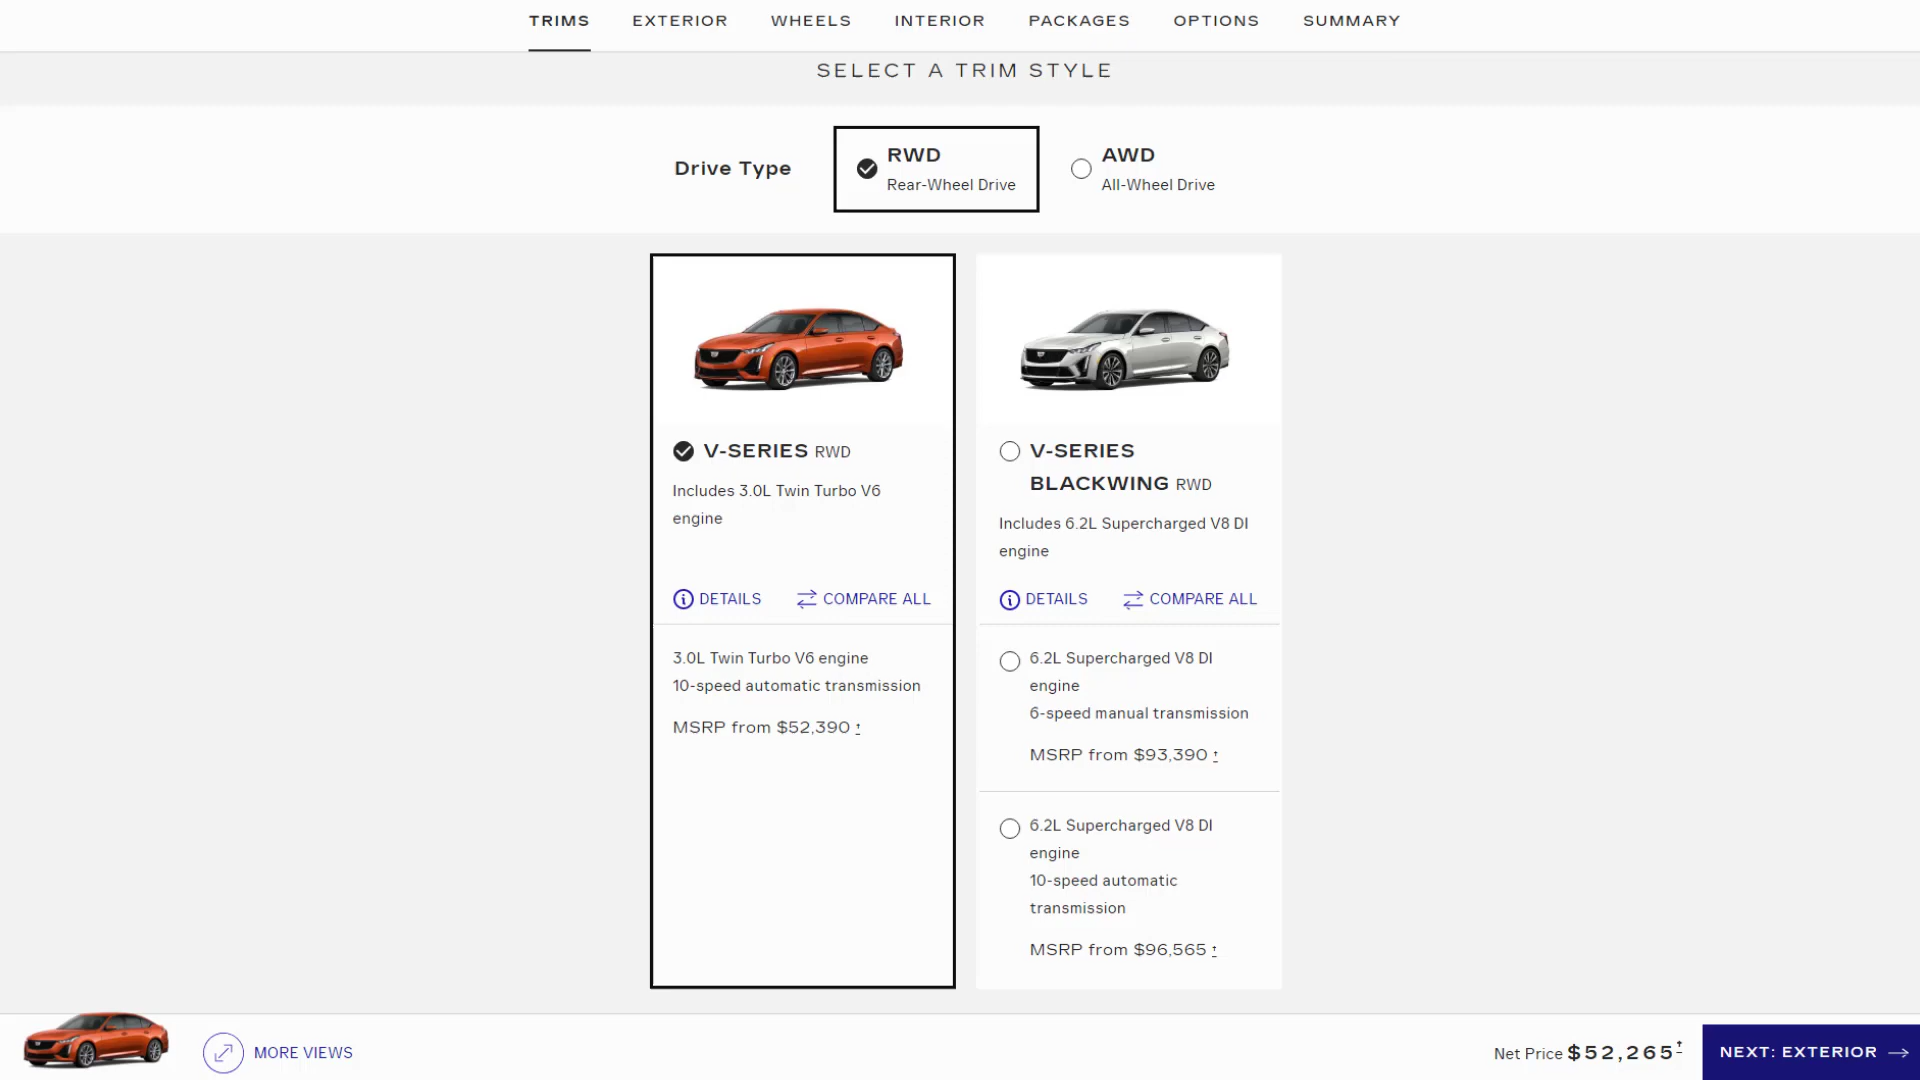 TRIMS
EXTERIOR
WHEELS
INTERIOR
PACKAGES
OPTIONS
SUMMARY
SELECT A TRIM STYLE
Drive Type
RWD
Rear-Wheel Drive
AWD
All-Wheel Drive
V-SERIES RWD
Includes 3.0L Twin Turbo V6
engine
DETAILS
COMPARE ALL
3.0L Twin Turbo V6 engine
10-speed automatic transmission
MSRP from $52,390 †
V-SERIES
BLACKWING RWD
Includes 6.2L Supercharged V8 DI
engine
DETAILS
COMPARE ALL
6.2L Supercharged V8 DI
engine
6-speed manual transmission
MSRP from $93,390 †
6.2L Supercharged V8 DI
engine
10-speed automatic
transmission
MSRP from $96,565 †
MORE VIEWS
Net Price $52,265†
NEXT: EXTERIOR